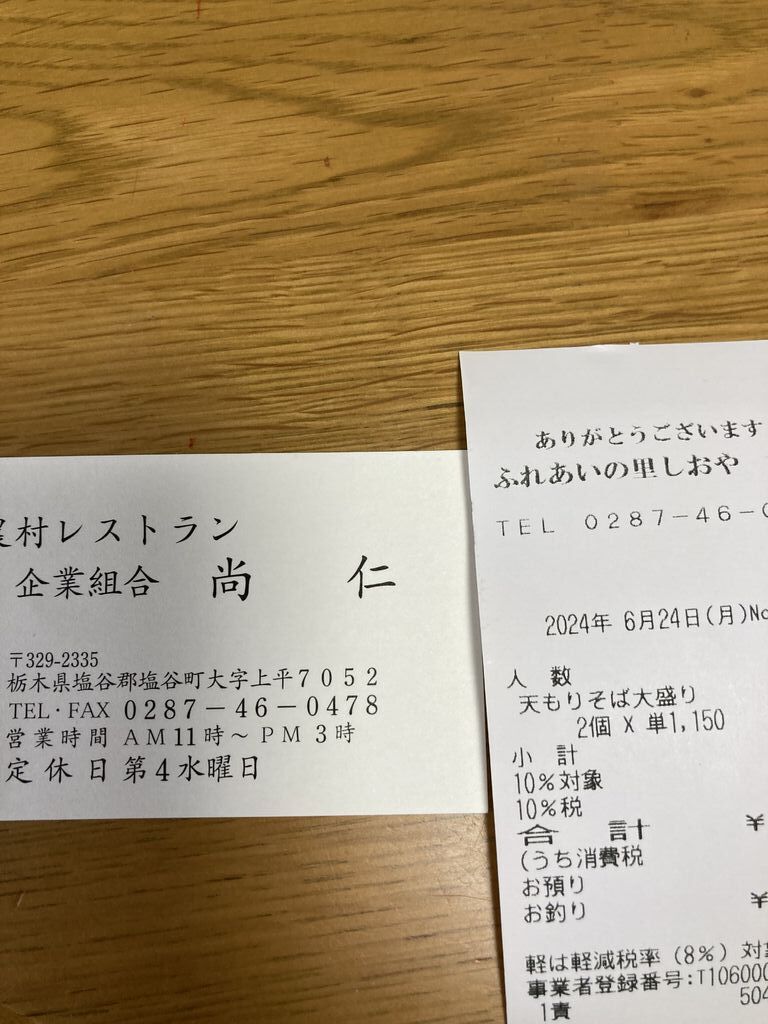 村レストラン
企業組合 尚 仁
〒329-2335
栃木県塩谷郡塩谷町大字上平7052
TEL・FAX 0287-46-0478
営業時間 AM11時~PM3時
定休日第4水曜日
ありがとうございます
ふれあいの里しおや
TEL 0287-46-
2024年 6月24日(月)No
人 数
天もりそば大盛り
2個 X 単1,150
小 計
10%対象
10%税
合 計 ¥
(うち消費税
お預り
お釣り ¥
軽は軽減税率(8%)対
事業者登録番号:T106000
1責 504